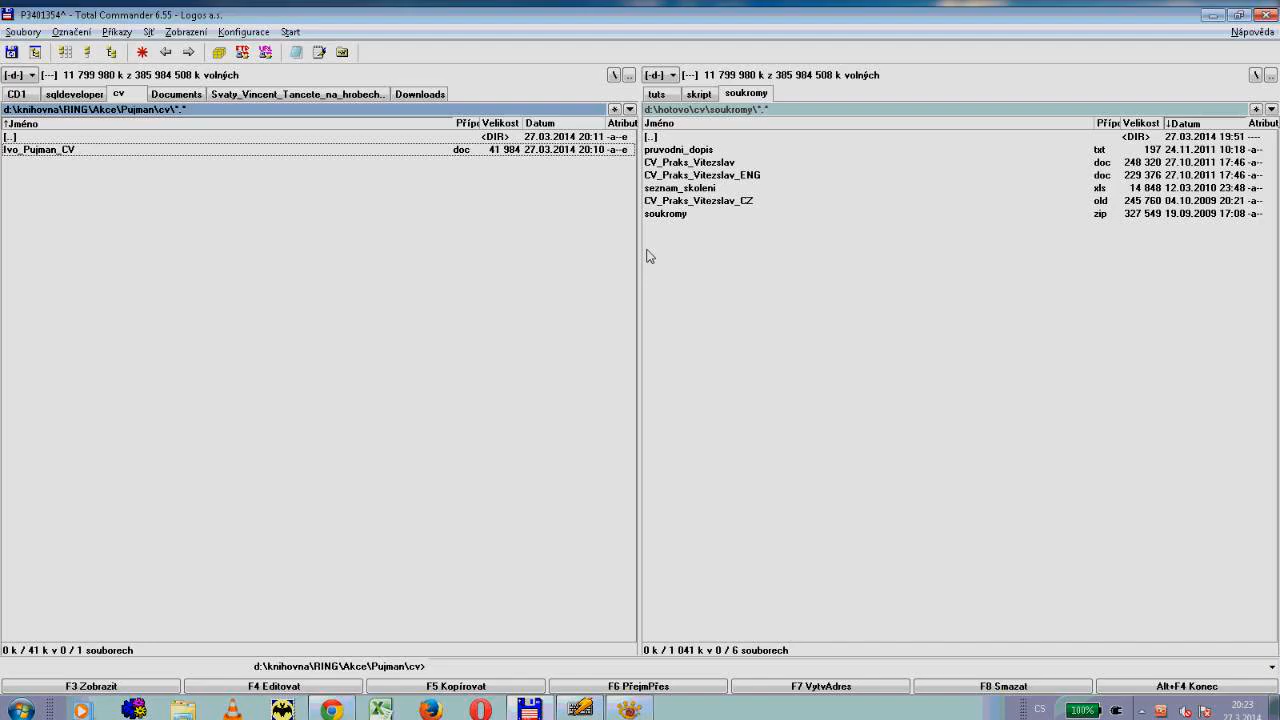 P3401354^ - Total Commander 6.55 - Logos a.s.
Soubory Označení Příkazy Síť Zobrazení Konfigurace Start Nápověda
[-d-] [---] 11 799 980 k z 385 984 508 k volných \ ..
CD1 sqldeveloper cv Documents Svaty_Vincent_Tancete_na_hrobech.. Downloads
d:\knihovna\RING\Akce\Pujman\cv\*.*
↑Jméno Přípo Velikost Datum Atribut
[..] <DIR> 27.03.2014 20:11 -a--e
Ivo_Pujman_CV doc 41 984 27.03.2014 20:10 -a--e
0 k / 41 k v 0 / 1 souborech
[-d-] [---] 11 799 980 k z 385 984 508 k volných \ ..
tuts skript soukromy
d:\hotovo\cv\soukromy\*.*
Jméno Přípo Velikost ↓Datum Atribut
[..] <DIR> 27.03.2014 19:51 ----
pruvodni_dopis txt 197 24.11.2011 10:18 -a--
CV_Praks_Vitezslav doc 248 320 27.10.2011 17:46 -a--
CV_Praks_Vitezslav_ENG doc 229 376 27.10.2011 17:46 -a--
seznam_skoleni xls 14 848 12.03.2010 23:48 -a--
CV_Praks_Vitezslav_CZ old 245 760 04.10.2009 20:21 -a--
soukromy zip 327 549 19.09.2009 17:08 -a--
0 k / 1 041 k v 0 / 6 souborech
d:\knihovna\RING\Akce\Pujman\cv>
F3 Zobrazit F4 Editovat F5 Kopírovat F6 PřejmPřes F7 VytvAdres F8 Smazat Alt+F4 Konec
CS 100% 20:23
27.3.2014